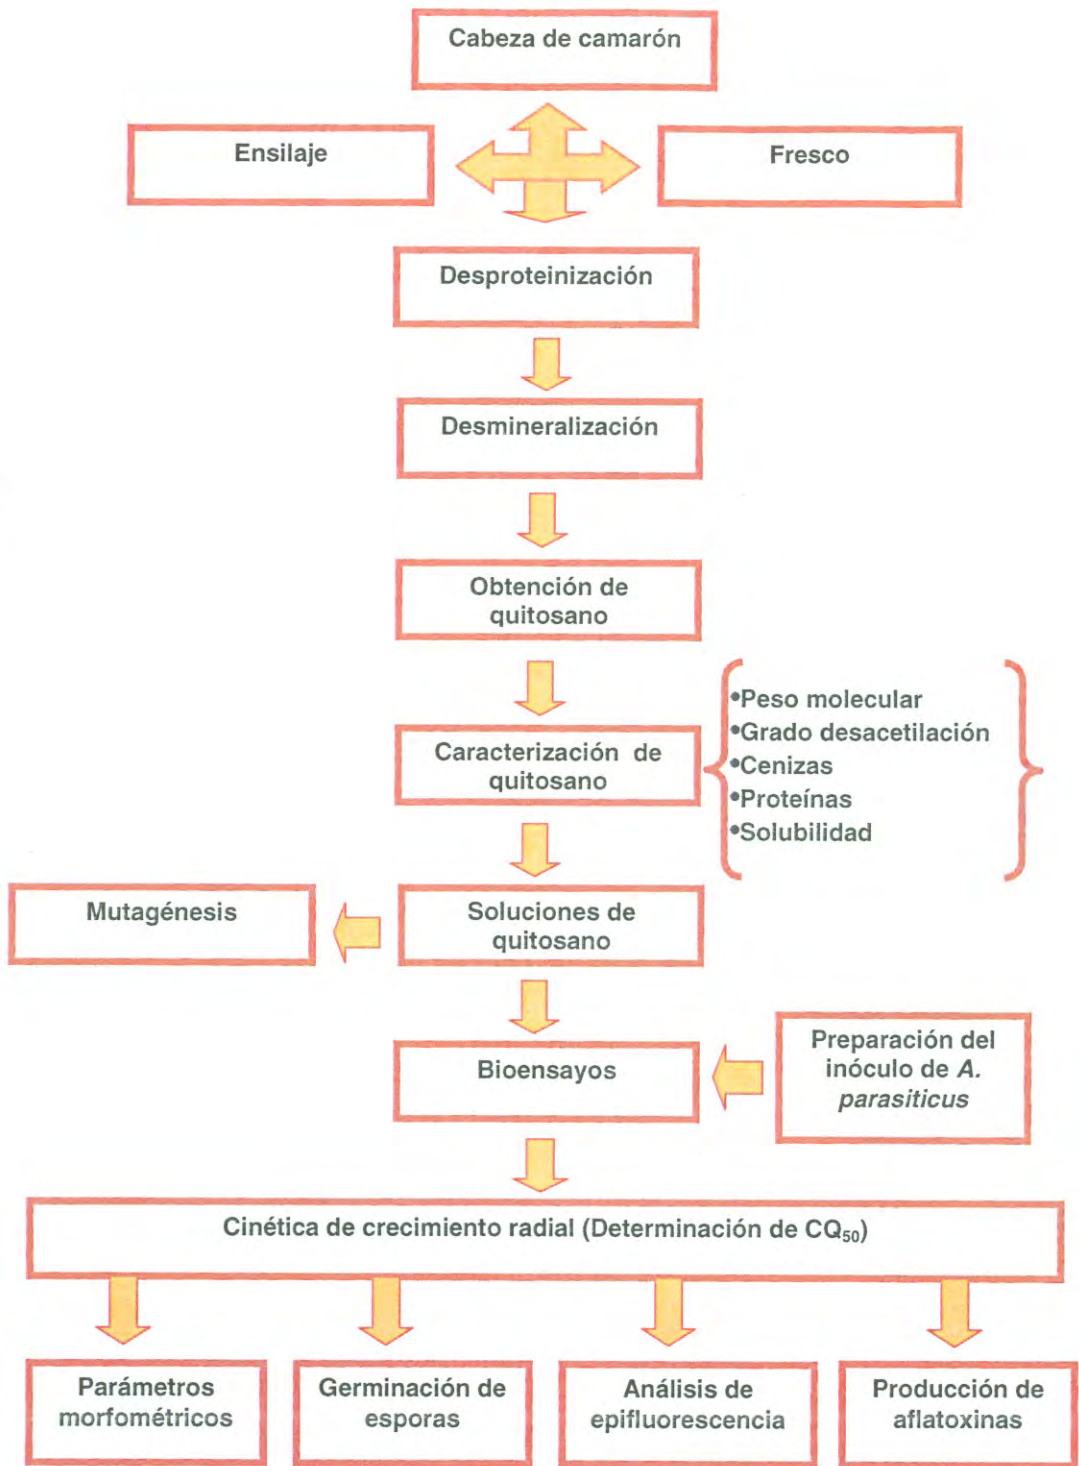 Cabeza de camarón
Ensilaje
Fresco
Desproteinización
Desmineralización
Obtención de
quitosano
Caracterización de
quitosano
•Peso molecular
•Grado desacetilación
•Cenizas
•Proteínas
•Solubilidad
Mutagénesis
Soluciones de
quitosano
Bioensayos
Preparación del
inóculo de A.
parasiticus
Cinética de crecimiento radial (Determinación de CQ₅₀)
Parámetros
morfométricos
Germinación de
esporas
Análisis de
epifluorescencia
Producción de
aflatoxinas